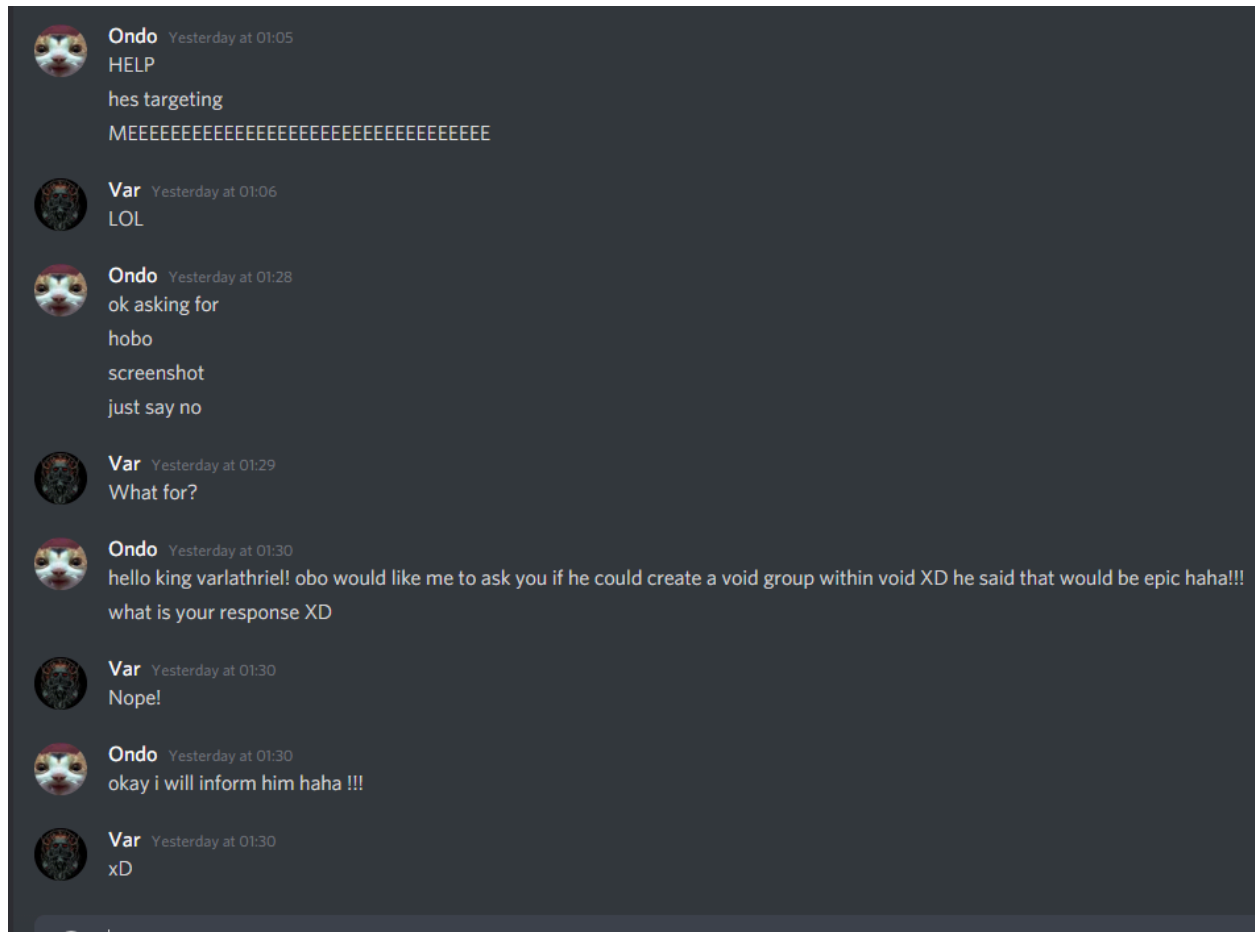 Ondo Yesterday at 01:05
HELP
hes targeting
MEEEEEEEEEEEEEEEEEEEEEEEEEEEEEEEEEE
Var Yesterday at 01:06
LOL
Ondo Yesterday at 01:28
ok asking for
hobo
screenshot
just say no
Var Yesterday at 01:29
What for?
Ondo Yesterday at 01:30
hello king varlathriel! obo would like me to ask you if he could create a void group within void XD he said that would be epic haha!!!
what is your response XD
Var Yesterday at 01:30
Nope!
Ondo Yesterday at 01:30
okay i will inform him haha !!!
Var Yesterday at 01:30
xD